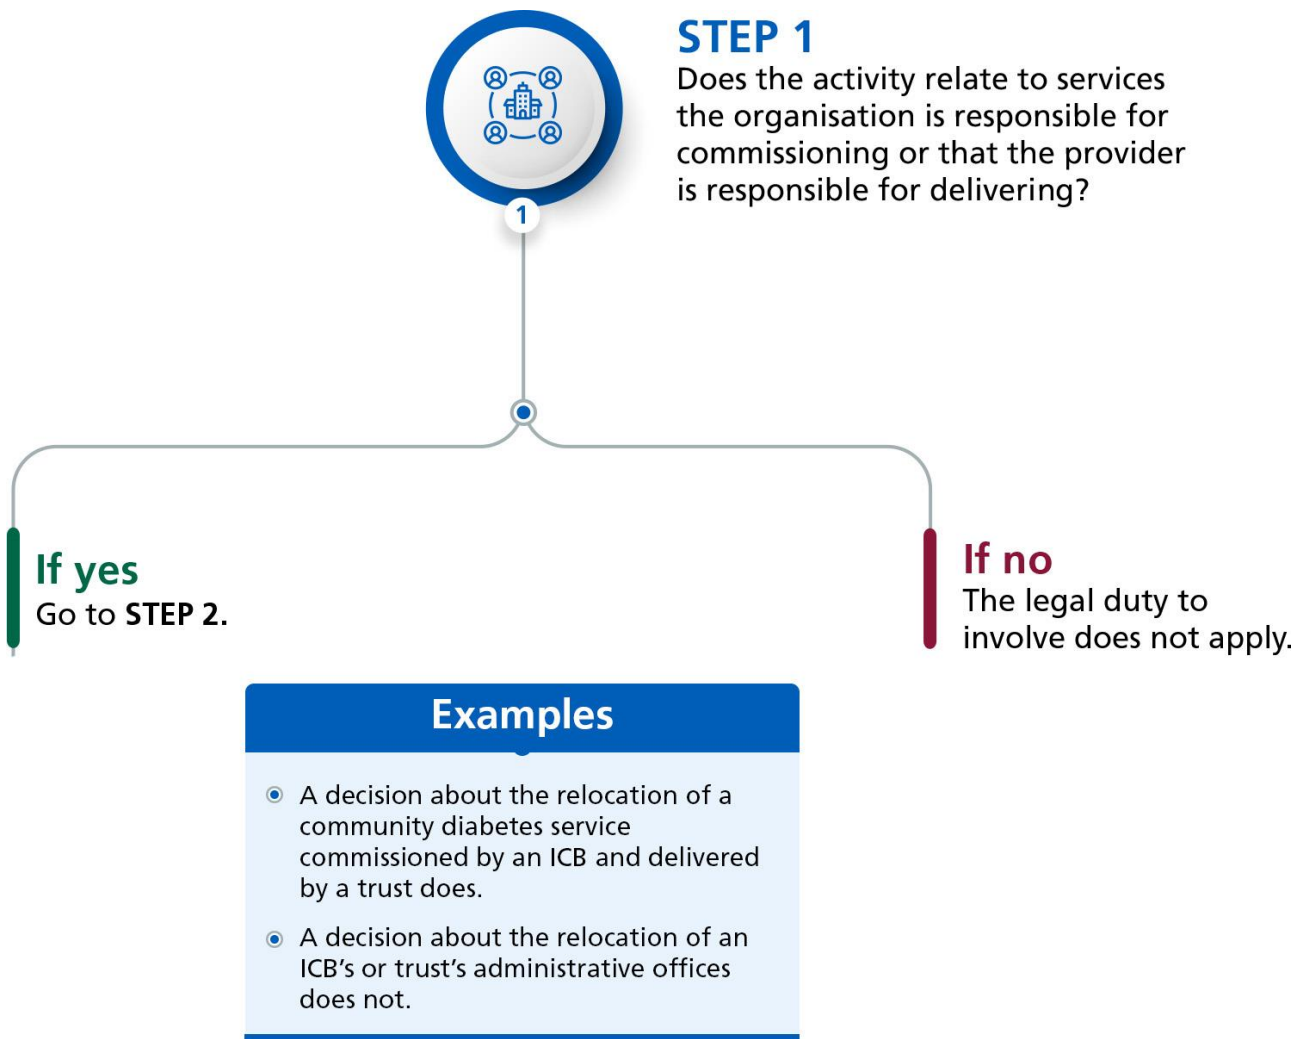 STEP 1
Does the activity relate to services
the organisation is responsible for
commissioning or that the provider
is responsible for delivering?
1
If yes
Go to STEP 2.
If no
The legal duty to
involve does not apply.
Examples
A decision about the relocation of a
community diabetes service
commissioned by an ICB and delivered
by a trust does.
A decision about the relocation of an
ICB’s or trust’s administrative offices
does not.